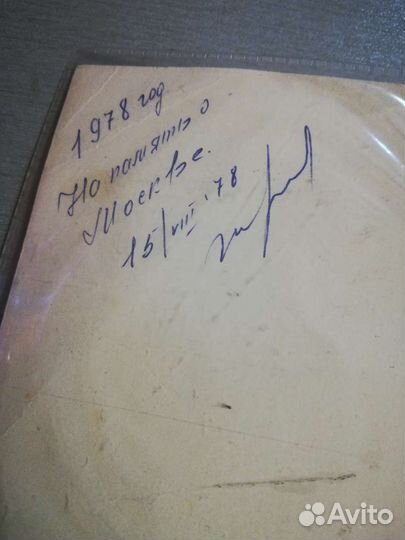 1978 год.
На память о
Москве.
15/VIII '78
Avito